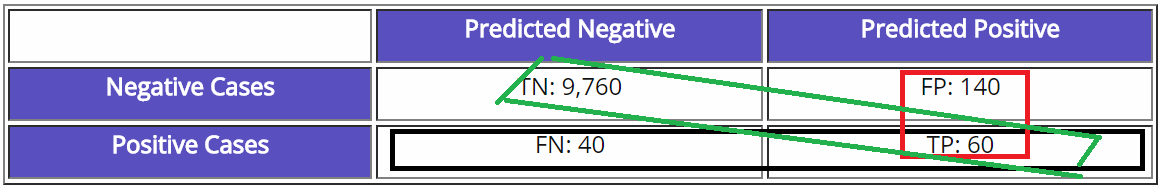 Predicted Negative Predicted Positive
Negative Cases TN: 9,760 FP: 140
Positive Cases FN: 40 TP: 60